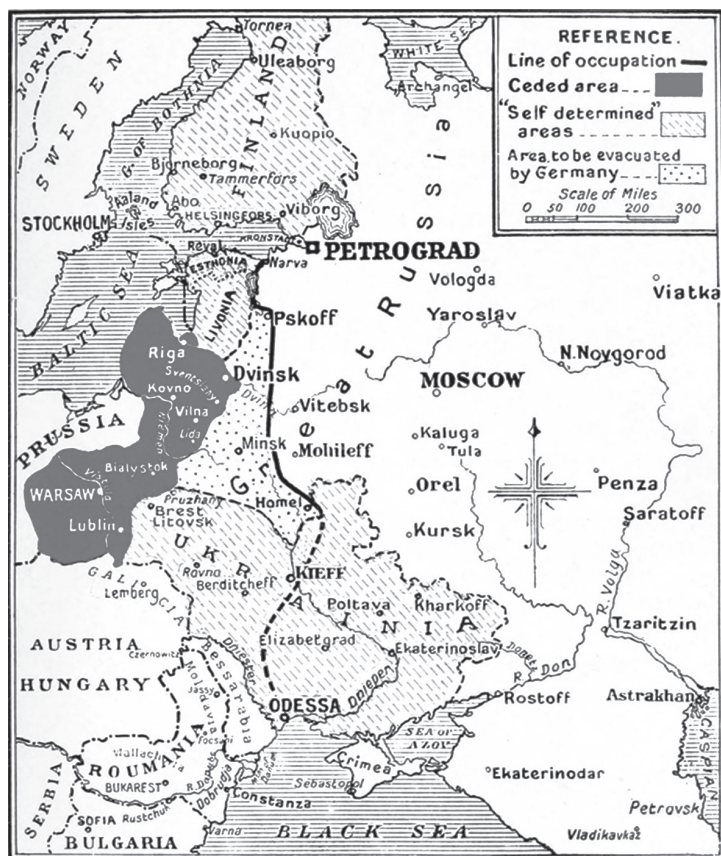 REFERENCE.
Line of occupation
Ceded area
"Self determined" areas
Area to be evacuated
by Germany
Scale of Miles
0 50 100 200 300
NORWAY
SWEDEN
G. OF BOTHNIA
FINLAND
Tornea
Uleaborg
WHITE SEA
Archangel
Kuopio
Bjorneborg
Tammerfors
Abo
Aaland
Isles
HELSINGFORS
Viborg
STOCKHOLM
KRONSTADT
PETROGRAD
Reval
ESTHONIA
Narva
Vologda
Viatka
BALTIC SEA
LIVONIA
Pskoff
Great Russia
Yaroslav
Riga
Dvinsk
Dvina
N. Novgorod
Sventsiany
Kovno
MOSCOW
Vilna
Vitebsk
PRUSSIA
Niemen
Lida
Kaluga
Minsk
Mohileff
Tula
Bialystok
Penza
WARSAW
Pruzhany
Homel
Orel
Brest
Litovsk
Saratoff
Lublin
Kursk
UKRAINIA
R. Volga
GALICIA
Rovno
KIEFF
Lemberg
Berditcheff
Poltava
Kharkoff
Tzaritzin
AUSTRIA
HUNGARY
Czernowitz
Elizabetgrad
Ekaterinoslav
Donets
R. DON
Dniester
Bessarabia
Dnieper
Moldavia
Jassy
ODESSA
Rostoff
Astrakhan
Focsani
SEA OF
AZOV
CASPIAN
ROUMANIA
Wallachia
BUKAREST
Dobrudja
Crimea
Ekaterinodar
SERBIA
Sebastopol
Constanza
SOFIA
Rustchuk
Petrovsk
BULGARIA
Varna
BLACK SEA
Vladikavkaz